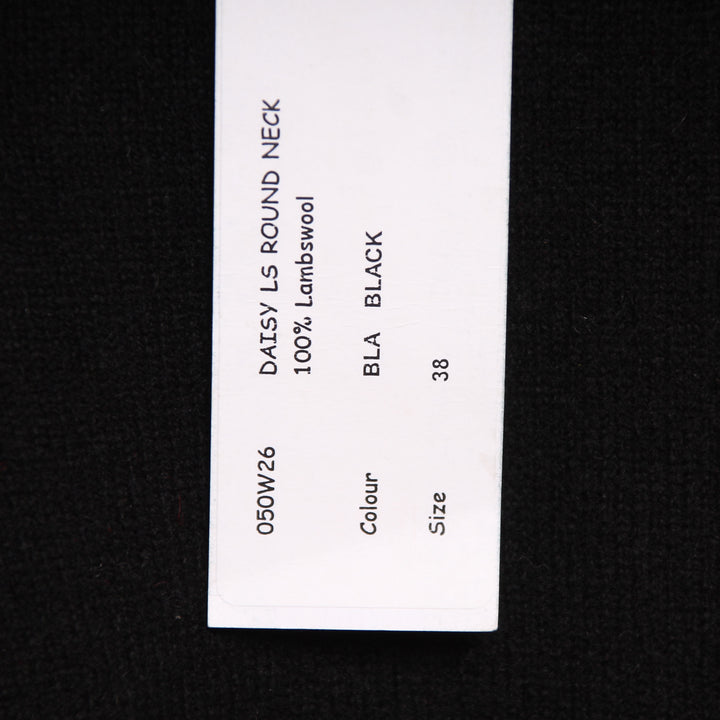 050W26 DAISY LS ROUND NECK
100% Lambswool
Colour BLA BLACK
Size 38